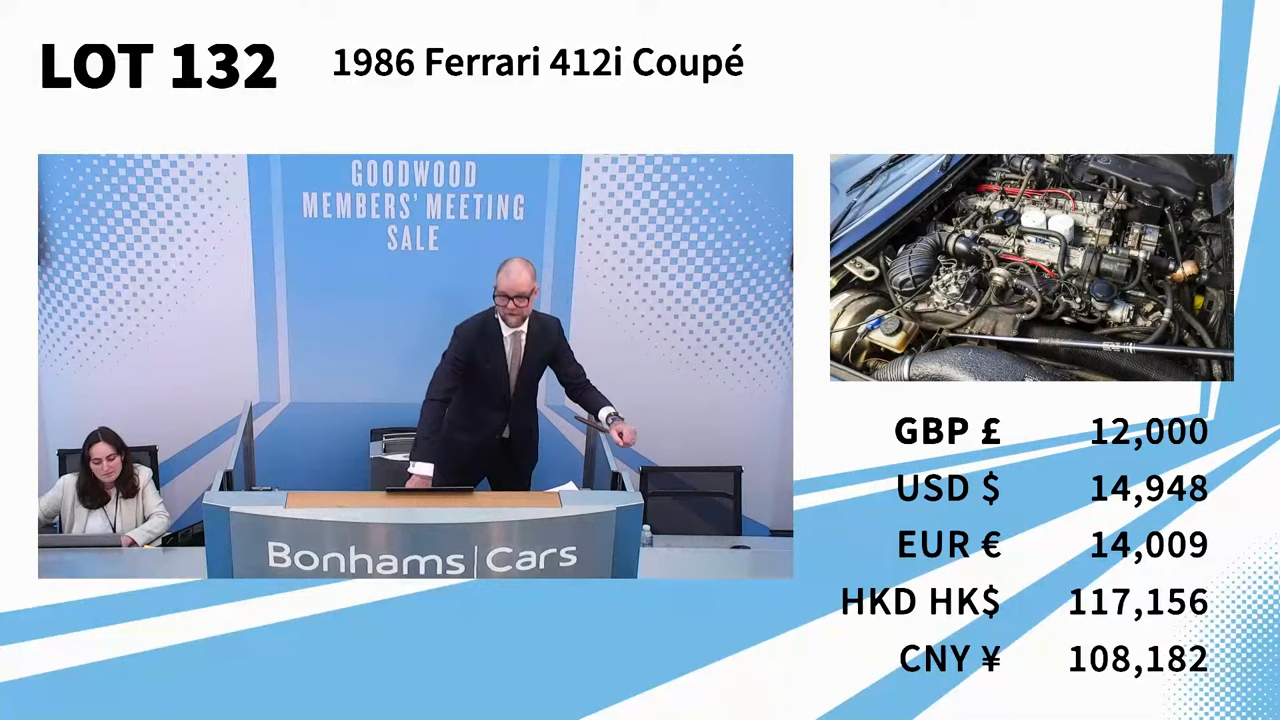 LOT 132
1986 Ferrari 412i Coupé
GOODWOOD
MEMBERS' MEETING
SALE
Bonhams | Cars
GBP £ 12,000
USD $ 14,948
EUR € 14,009
HKD HK$ 117,156
CNY ¥ 108,182